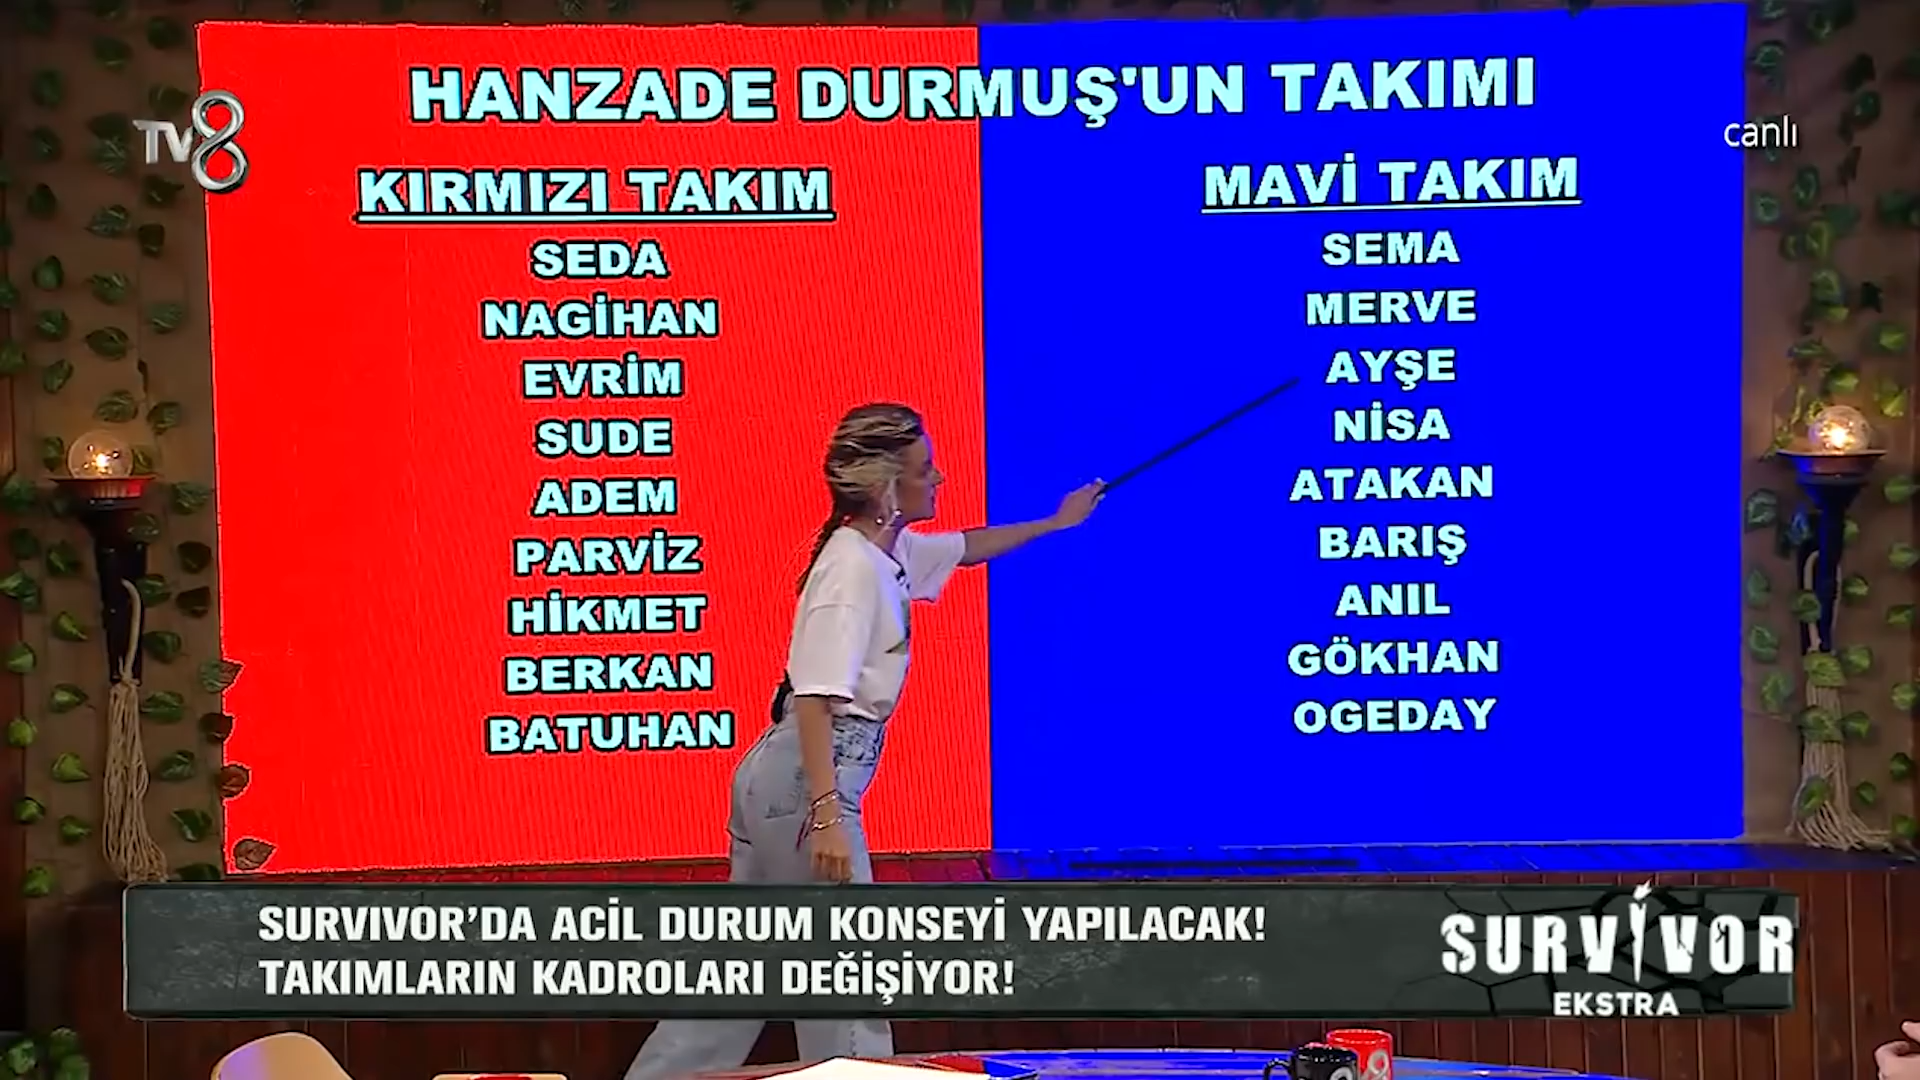 HANZADE DURMUŞ'UN TAKIMI
TV8
canlı
KIRMIZI TAKIM
SEDA
NAGİHAN
EVRİM
SUDE
ADEM
PARVİZ
HİKMET
BERKAN
BATUHAN
MAVİ TAKIM
SEMA
MERVE
AYŞE
NİSA
ATAKAN
BARIŞ
ANIL
GÖKHAN
OGEDAY
SURVIVOR'DA ACİL DURUM KONSEYİ YAPILACAK!
TAKIMLARIN KADROLARI DEĞİŞİYOR!
SURVIVOR
EKSTRA